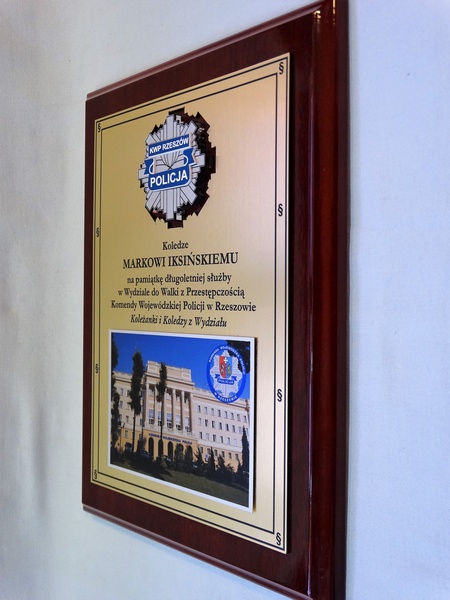 § §
KWP RZESZÓW
POLICJA
Koledze
MARKOWI IKSIŃSKIEMU
na pamiątkę długoletniej służby
w Wydziale do Walki z Przestępczością
Komendy Wojewódzkiej Policji w Rzeszowie
Koleżanki i Koledzy z Wydziału
§ §
§ §
§ §